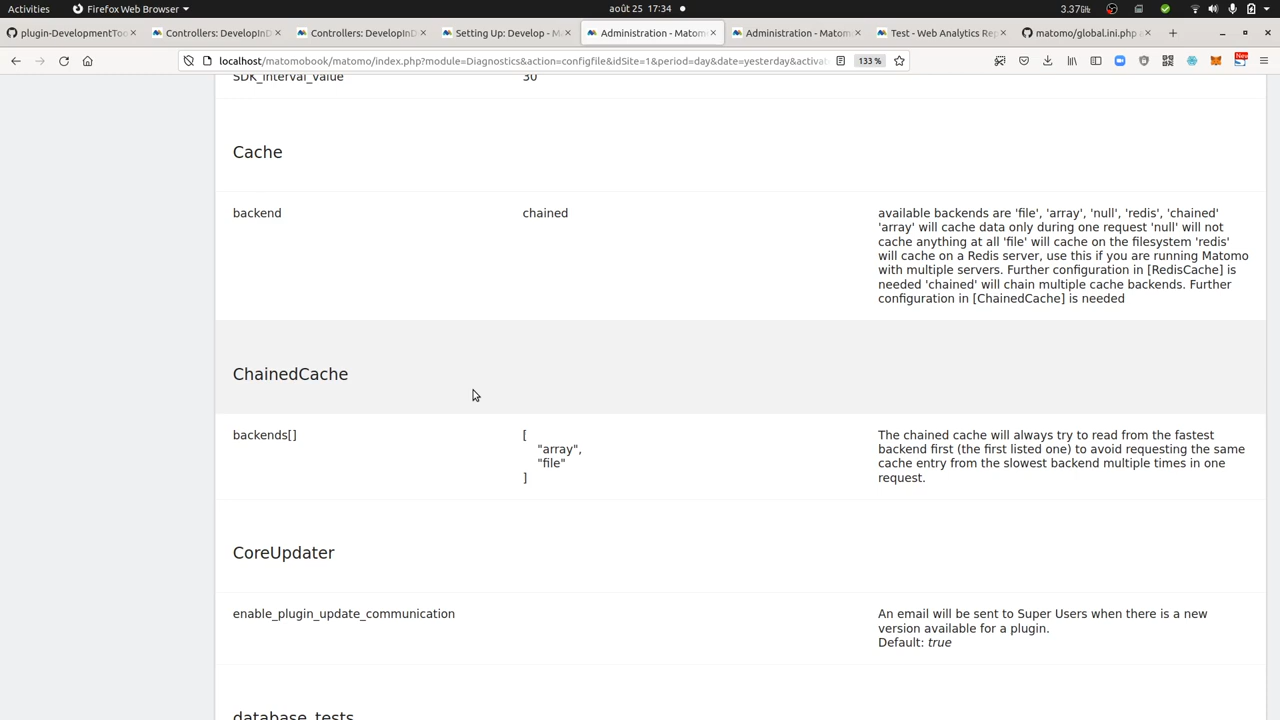 Activities
Firefox Web Browser
août 25 17:34
3.37
plugin-DevelopmentToo
Controllers: DevelopInD
Controllers: DevelopInD
Setting Up: Develop - M
Administration - Matomo
Administration - Matom
Test - Web Analytics Rep
matomo/global.ini.php a
localhost/matomobook/matomo/index.php?module=Diagnostics&action=configfile&idSite=1&period=day&date=yesterday&activa
133 %
New
SDK_interval_value
30
Cache
backend
chained
available backends are 'file', 'array', 'null', 'redis', 'chained'
'array' will cache data only during one request 'null' will not
cache anything at all 'file' will cache on the filesystem 'redis'
will cache on a Redis server, use this if you are running Matomo
with multiple servers. Further configuration in [RedisCache] is
needed 'chained' will chain multiple cache backends. Further
configuration in [ChainedCache] is needed
ChainedCache
backends[]
[
"array",
"file"
]
The chained cache will always try to read from the fastest
backend first (the first listed one) to avoid requesting the same
cache entry from the slowest backend multiple times in one
request.
CoreUpdater
enable_plugin_update_communication
An email will be sent to Super Users when there is a new
version available for a plugin.
Default: true
database_tests